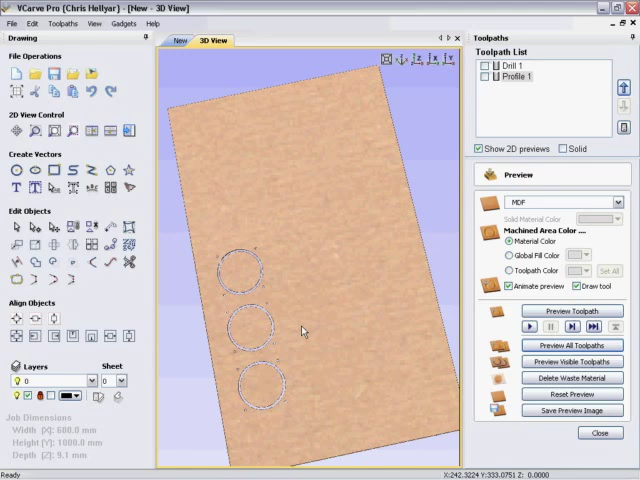 VCarve Pro {Chris Hellyar} - [New - 3D View]
File Edit Toolpaths View Gadgets Help
Drawing
File Operations
2D View Control
Create Vectors
Edit Objects
Align Objects
Layers Sheet
0 0
Job Dimensions
Width (X): 600.0 mm
Height (Y): 1000.0 mm
Depth (Z): 9.1 mm
Ready
New 3D View
Toolpaths
Toolpath List
Drill 1
Profile 1
Show 2D previews Solid
Preview
MDF
Solid Material Color
Machined Area Color ....
Material Color
Global Fill Color
Toolpath Color Set All
Animate preview Draw tool
Preview Toolpath
Preview All Toolpaths
Preview Visible Toolpaths
Delete Waste Material
Reset Preview
Save Preview Image
Close
X:242.3224 Y:333.0751 Z: 0.0000